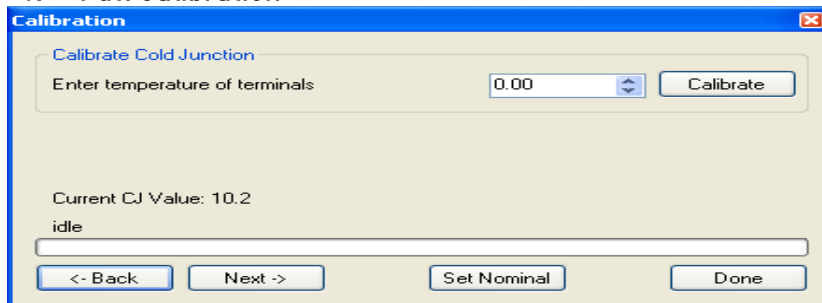 Calibration
Calibrate Cold Junction
Enter temperature of terminals 0.00 Calibrate
Current CJ Value: 10.2
idle
<- Back Next -> Set Nominal Done